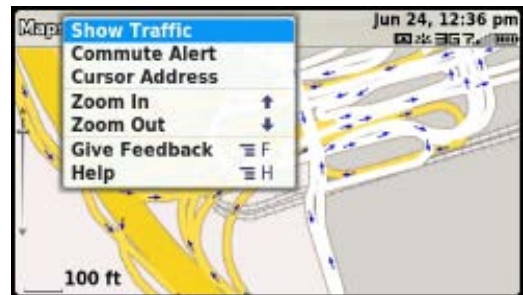 Maps
Jun 24, 12:36 pm
3G
Show Traffic
Commute Alert
Cursor Address
Zoom In
Zoom Out
Give Feedback F
Help H
100 ft